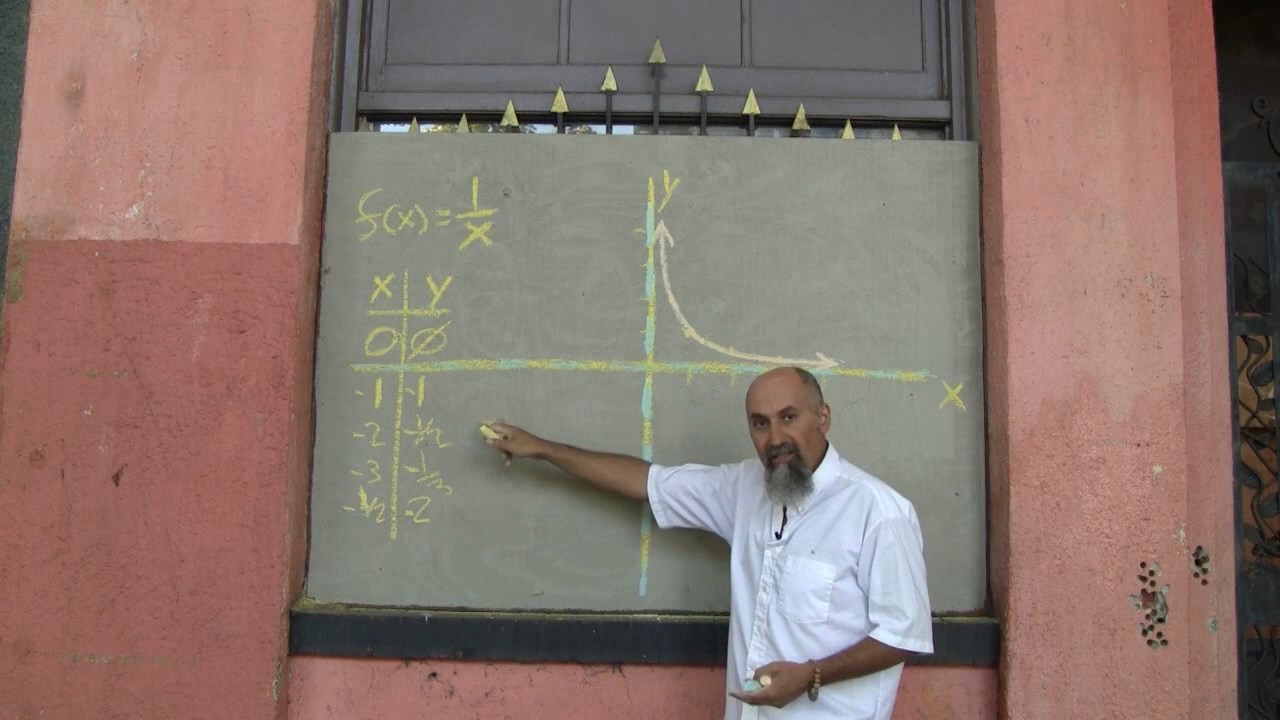 f(x) = 1/x
x y
0 Ø
-1 -1
-2 -1/2
-3 -1/3
-1/2 -2
y
x